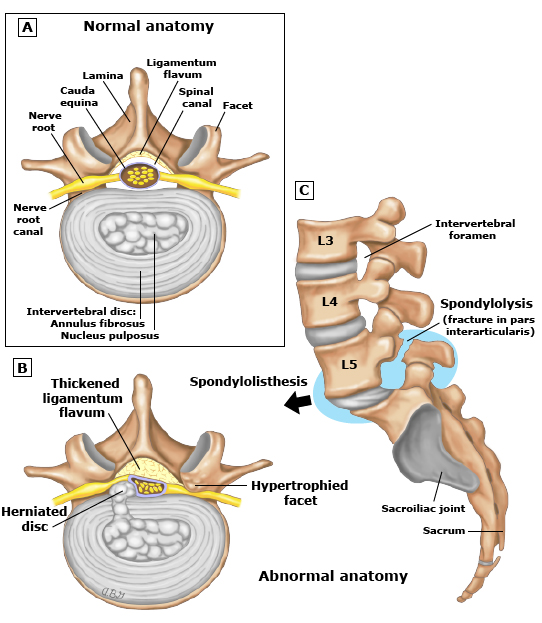 A
Normal anatomy
Lamina
Ligamentum
flavum
Cauda
equina
Spinal
canal
Facet
Nerve
root
Nerve
root
canal
Intervertebral disc:
Annulus fibrosus
Nucleus pulposus
B
Thickened
ligamentum
flavum
Herniated
disc
Hypertrophied
facet
C
L3
L4
L5
Intervertebral
foramen
Spondylolysis
(fracture in pars
interarticularis)
Spondylolisthesis
Sacroiliac joint
Sacrum
Abnormal anatomy